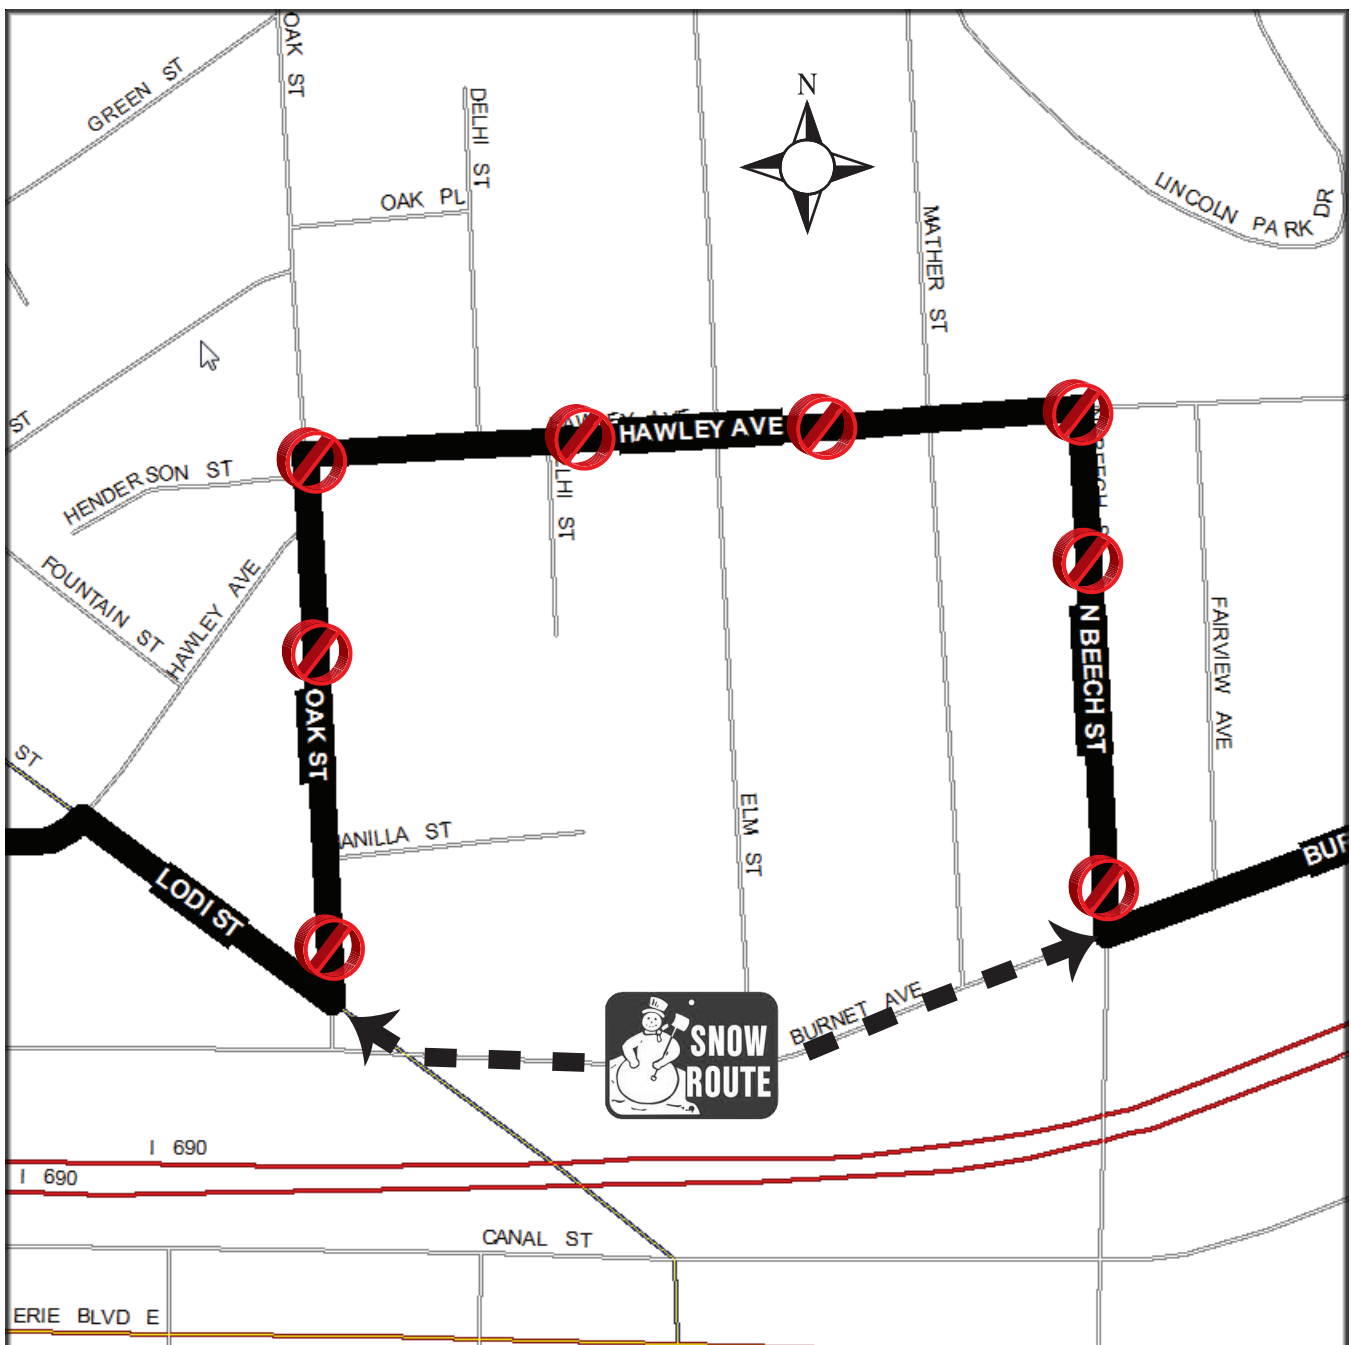 OAK ST
GREEN ST
DELHI ST
N
OAK PL
LINCOLN PARK DR
MATHER ST
ST
HAWLEY AVE
HENDERSON ST
ST
FOUNTAIN ST
HAWLEY AVE
N BEECH ST
FAIRVIEW AVE
OAK ST
ST
ELM ST
ANILLA ST
LODI ST
BURNET AVE
SNOW
ROUTE
I 690
I 690
CANAL ST
ERIE BLVD E